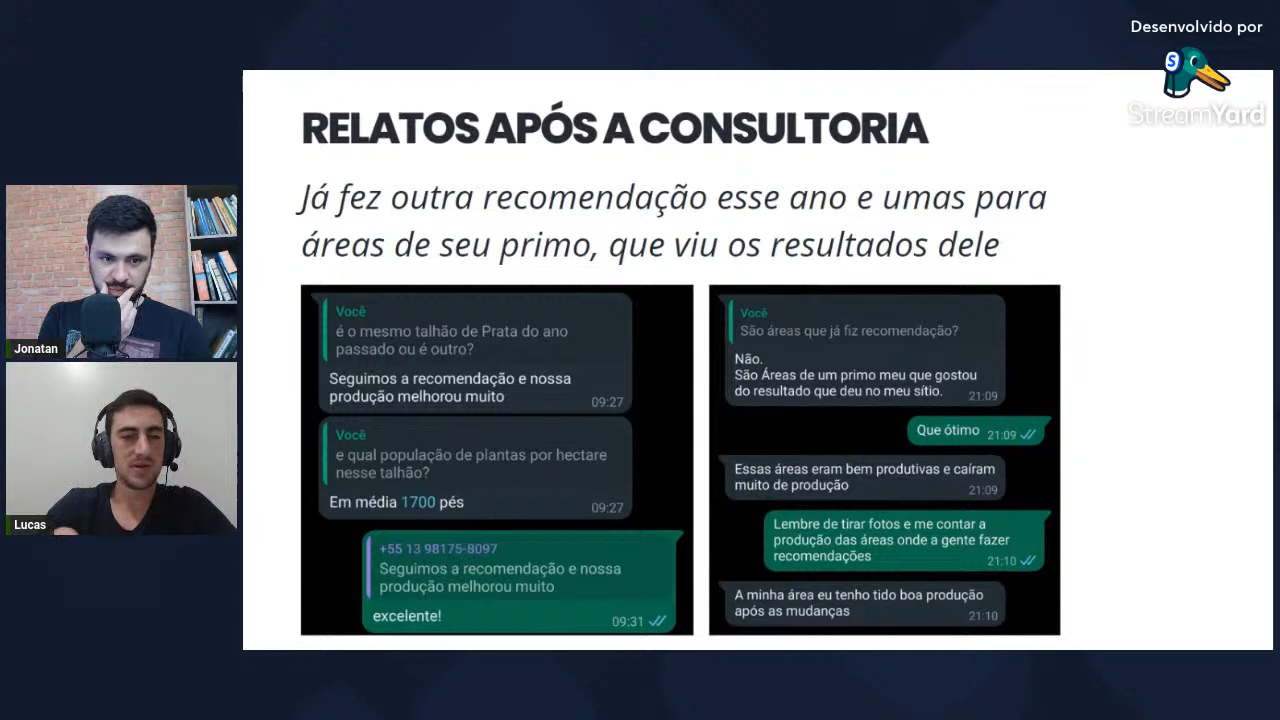 Desenvolvido por
S
StreamYard
RELATOS APÓS A CONSULTORIA
Já fez outra recomendação esse ano e umas para
áreas de seu primo, que viu os resultados dele
Você
é o mesmo talhão de Prata do ano
passado ou é outro?
Seguimos a recomendação e nossa
produção melhorou muito
09:27
Você
e qual população de plantas por hectare
nesse talhão?
Em média 1700 pés
09:27
+55 13 98175-8097
Seguimos a recomendação e nossa
produção melhorou muito
excelente!
09:31
Você
São áreas que já fiz recomendação?
Não.
São Áreas de um primo meu que gostou
do resultado que deu no meu sítio.
21:09
Que ótimo 21:09
Essas áreas eram bem produtivas e caíram
muito de produção
21:09
Lembre de tirar fotos e me contar a
produção das áreas onde a gente fazer
recomendações
21:10
A minha área eu tenho tido boa produção
após as mudanças
21:10
Jonatan
Lucas